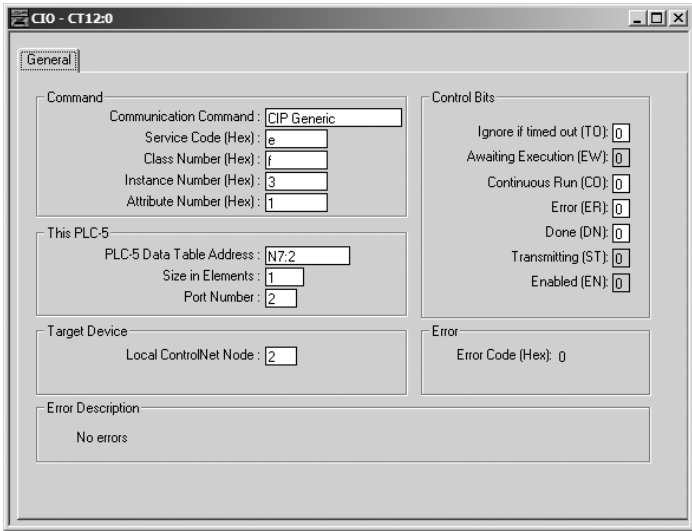 CIO - CT12:0
General
Command
Communication Command : CIP Generic
Service Code (Hex) : e
Class Number (Hex) : f
Instance Number (Hex) : 3
Attribute Number (Hex) : 1
This PLC-5
PLC-5 Data Table Address : N7:2
Size in Elements : 1
Port Number : 2
Target Device
Local ControlNet Node : 2
Control Bits
Ignore if timed out (TO): 0
Awaiting Execution (EW): 0
Continuous Run (CO): 0
Error (ER): 0
Done (DN): 0
Transmitting (ST): 0
Enabled (EN): 0
Error
Error Code (Hex): 0
Error Description
No errors